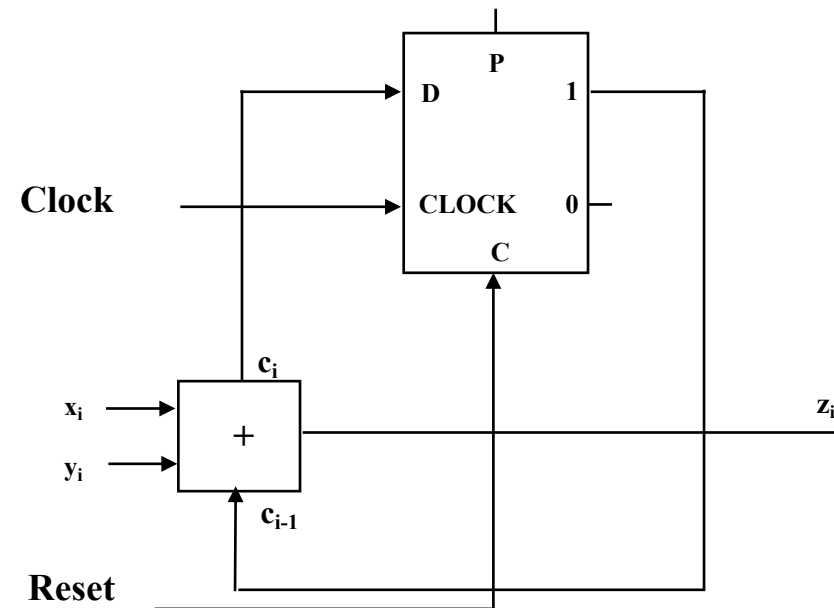 P
D 1
Clock
CLOCK 0
C
cᵢ
xᵢ
zᵢ
+
yᵢ
cᵢ₋₁
Reset